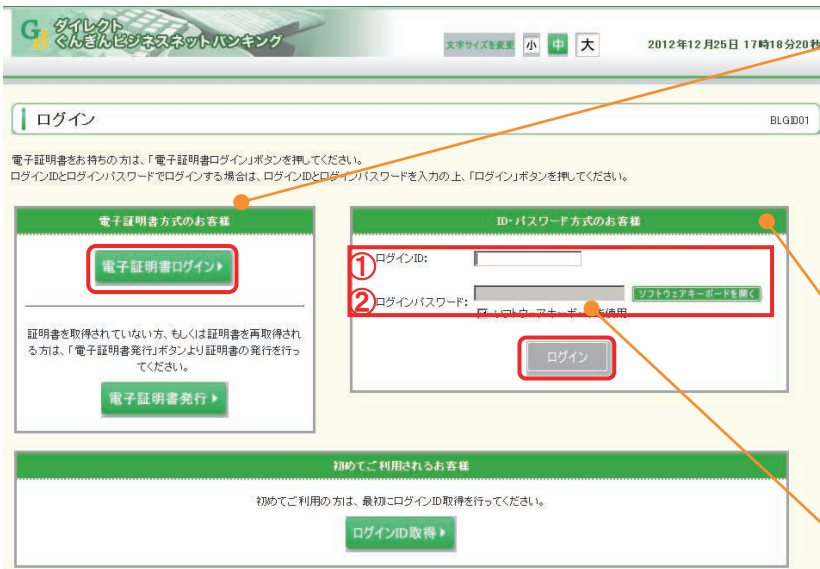 GB ダイレクト
ぐんぎんビジネスネットバンキング
文字サイズを変更 小 中 大 2012年12月25日 17時18分20秒
ログイン BLGI001
電子証明書をお持ちの方は、「電子証明書ログイン」ボタンを押してください。
ログインIDとログインパスワードでログインする場合は、ログインIDとログインパスワードを入力の上、「ログイン」ボタンを押してください。
電子証明書方式のお客様
電子証明書ログイン
証明書を取得されていない方、もしくは証明書を再取得され
る方は、「電子証明書発行」ボタンより証明書の発行を行っ
てください。
電子証明書発行
ID・パスワード方式のお客様
① ログインID:
② ログインパスワード: ソフトウェアキーボードを開く
ソフトウェアキーボードを使用
ログイン
初めてご利用されるお客様
初めてご利用の方は、最初にログインID取得を行ってください。
ログインID取得